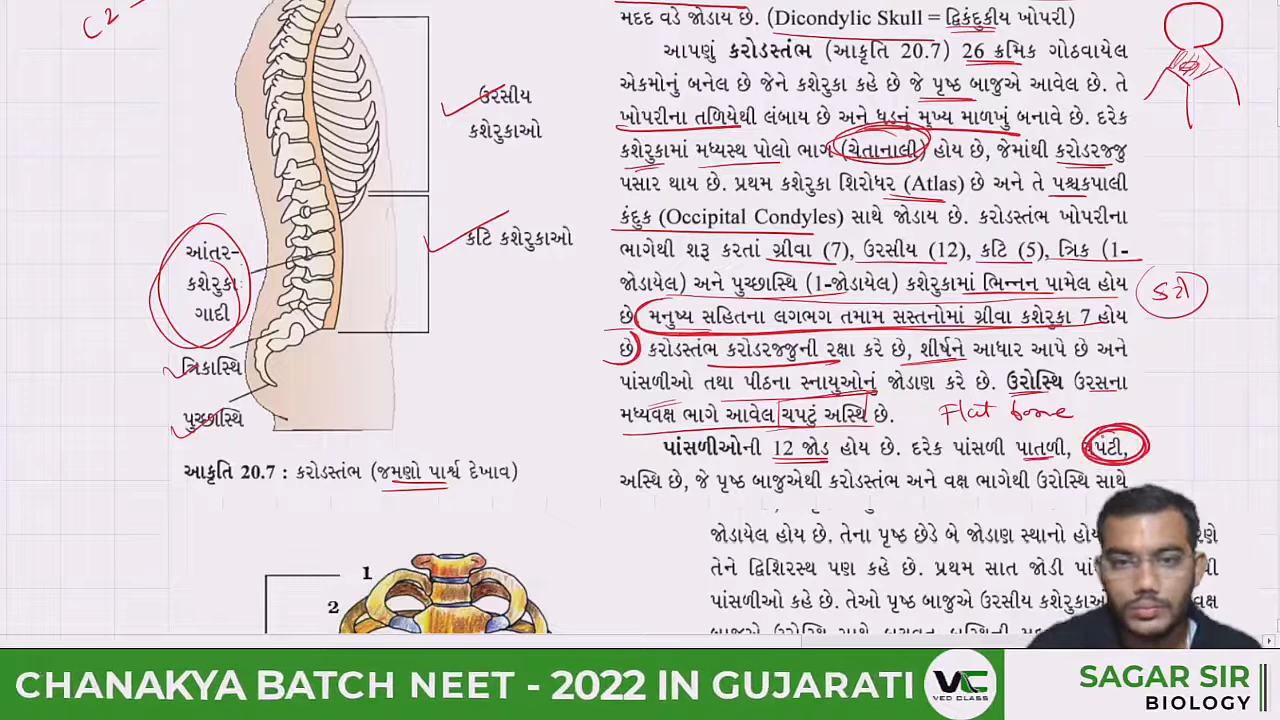 C2
મદદ વડે જોડાય છે. (Dicondylic Skull = દ્વિકંદુકીય ખોપરી)
આપણું કરોડસ્તંભ (આકૃતિ 20.7) 26 ક્રમિક ગોઠવાયેલ
એકમોનું બનેલ છે જેને કશેરુકા કહે છે જે પૃષ્ઠ બાજુએ આવેલ છે. તે
ખોપરીના તળિયેથી લંબાય છે અને ધડનું મુખ્ય માળખું બનાવે છે. દરેક
કશેરુકામાં મધ્યસ્થ પોલો ભાગ (ચેતાનાલી) હોય છે, જેમાંથી કરોડરજ્જુ
પસાર થાય છે. પ્રથમ કશેરુકા શિરોધર (Atlas) છે અને તે પશ્ચકપાલી
કંદુક (Occipital Condyles) સાથે જોડાય છે. કરોડસ્તંભ ખોપરીના
ભાગેથી શરૂ કરતાં ગ્રીવા (7), ઉરસીય (12), કટિ (5), ત્રિક (1-
જોડાયેલ) અને પુચ્છાસ્થિ (1-જોડાયેલ) કશેરુકામાં ભિન્નન પામેલ હોય
છે. મનુષ્ય સહિતના લગભગ તમામ સસ્તનોમાં ગ્રીવા કશેરુકા 7 હોય
છે. કરોડસ્તંભ કરોડરજ્જુની રક્ષા કરે છે, શીર્ષને આધાર આપે છે અને
પાંસળીઓ તથા પીઠના સ્નાયુઓનું જોડાણ કરે છે. ઉરોસ્થિ ઉરસના
મધ્યવક્ષ ભાગે આવેલ ચપટું અસ્થિ છે. Flat bone
પાંસળીઓની 12 જોડ હોય છે. દરેક પાંસળી પાતળી, ચપટી,
અસ્થિ છે, જે પૃષ્ઠ બાજુએથી કરોડસ્તંભ અને વક્ષ ભાગેથી ઉરોસ્થિ સાથે
જોડાયેલ હોય છે. તેના પૃષ્ઠ છેડે બે જોડાણ સ્થાનો
તેને દ્વિશિરસ્થ પણ કહે છે. પ્રથમ સાત જોડી
પાંસળીઓ કહે છે. તેઓ પૃષ્ઠ બાજુએ ઉરસીય વક્ષ
ઉરસીય
કશેરુકાઓ
કટિ કશેરુકાઓ
આંતર-
કશેરુકા
ગાદી
ત્રિકાસ્થિ
પુચ્છાસ્થિ
આકૃતિ 20.7 : કરોડસ્તંભ (જમણો પાર્શ્વ દેખાવ)
1
2
CHANAKYA BATCH NEET - 2022 IN GUJARATI
VC
VED CLASS
SAGAR SIR
BIOLOGY